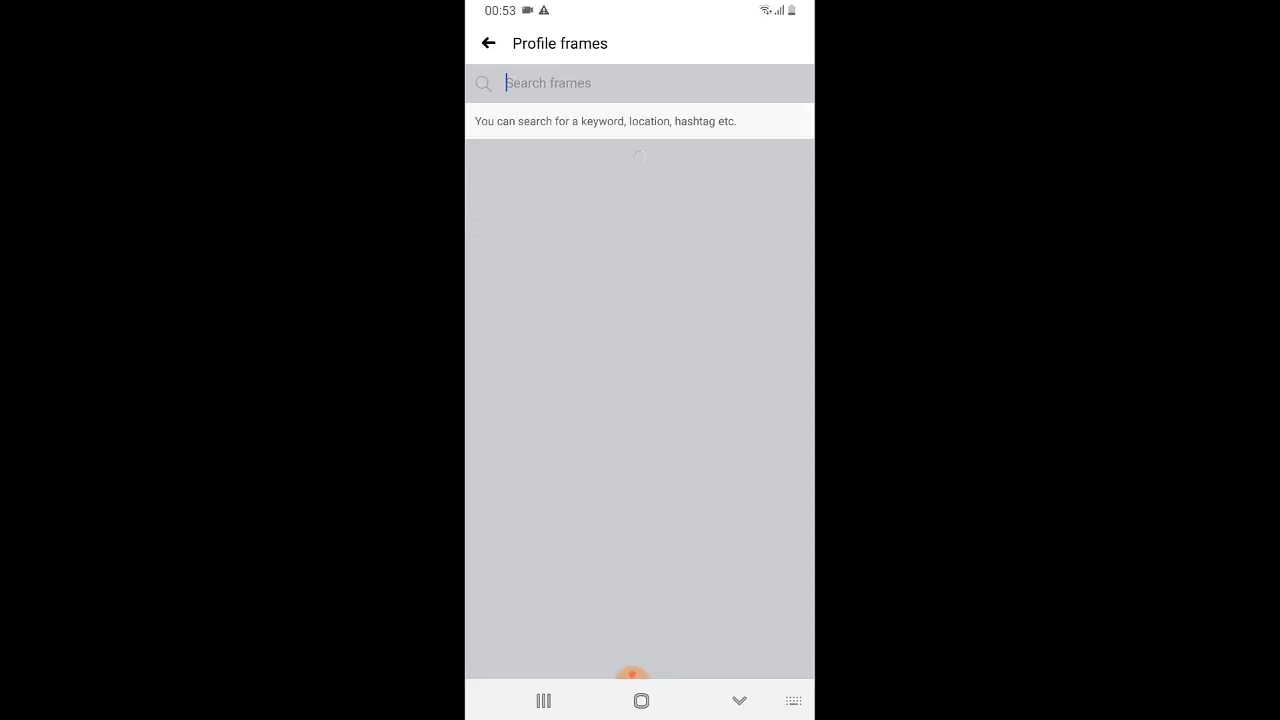 00:53
Profile frames
Search frames
You can search for a keyword, location, hashtag etc.